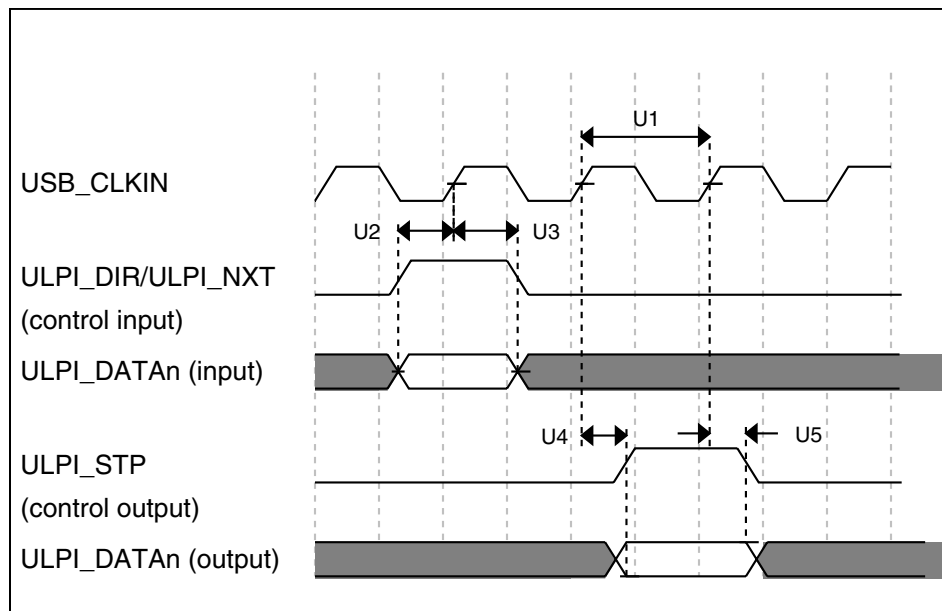 U1
USB_CLKIN
U2
U3
ULPI_DIR/ULPI_NXT
(control input)
ULPI_DATAn (input)
U4
U5
ULPI_STP
(control output)
ULPI_DATAn (output)